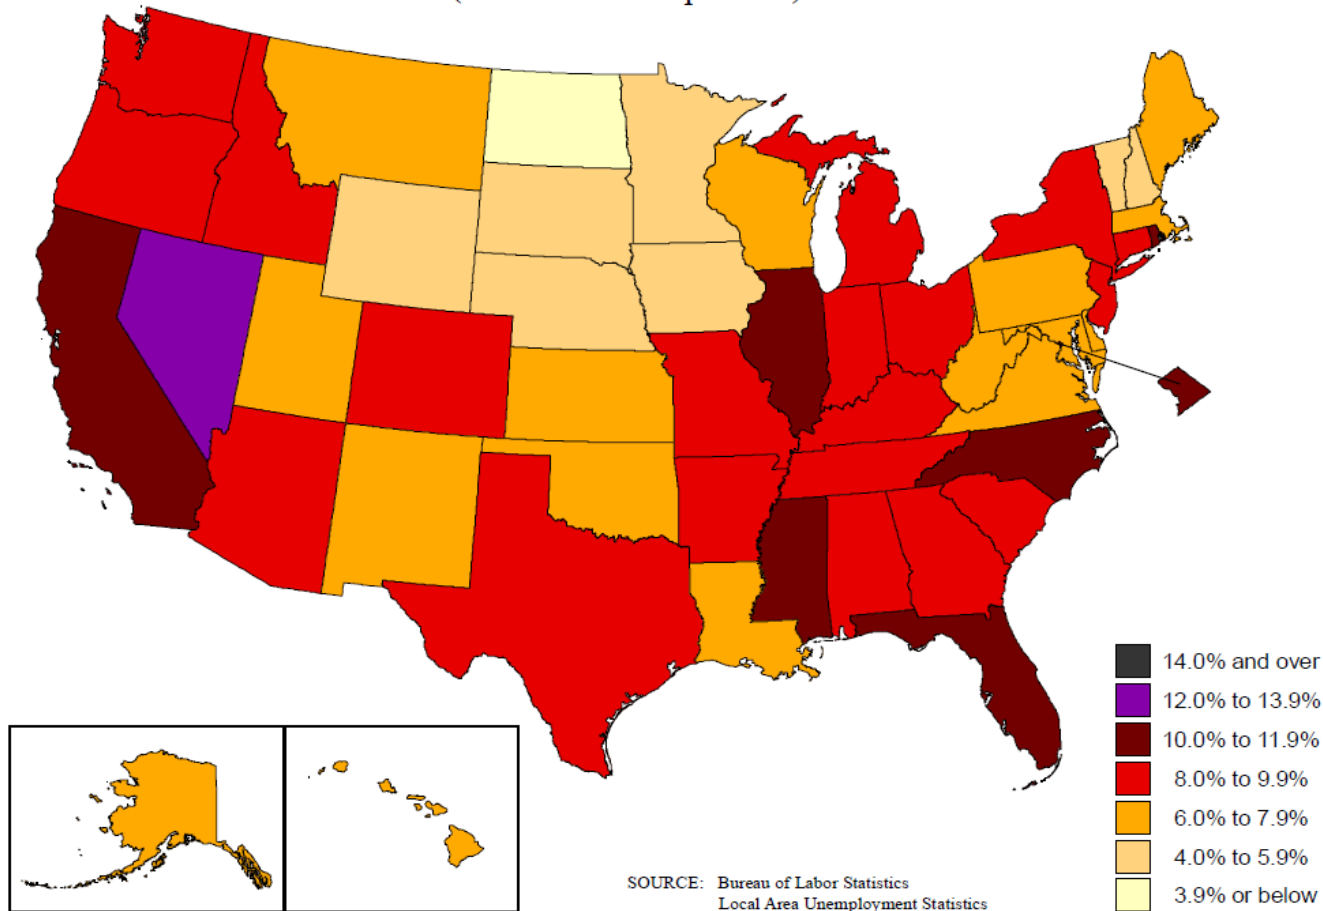 14.0% and over
12.0% to 13.9%
10.0% to 11.9%
8.0% to 9.9%
6.0% to 7.9%
4.0% to 5.9%
3.9% or below
SOURCE: Bureau of Labor Statistics
Local Area Unemployment Statistics